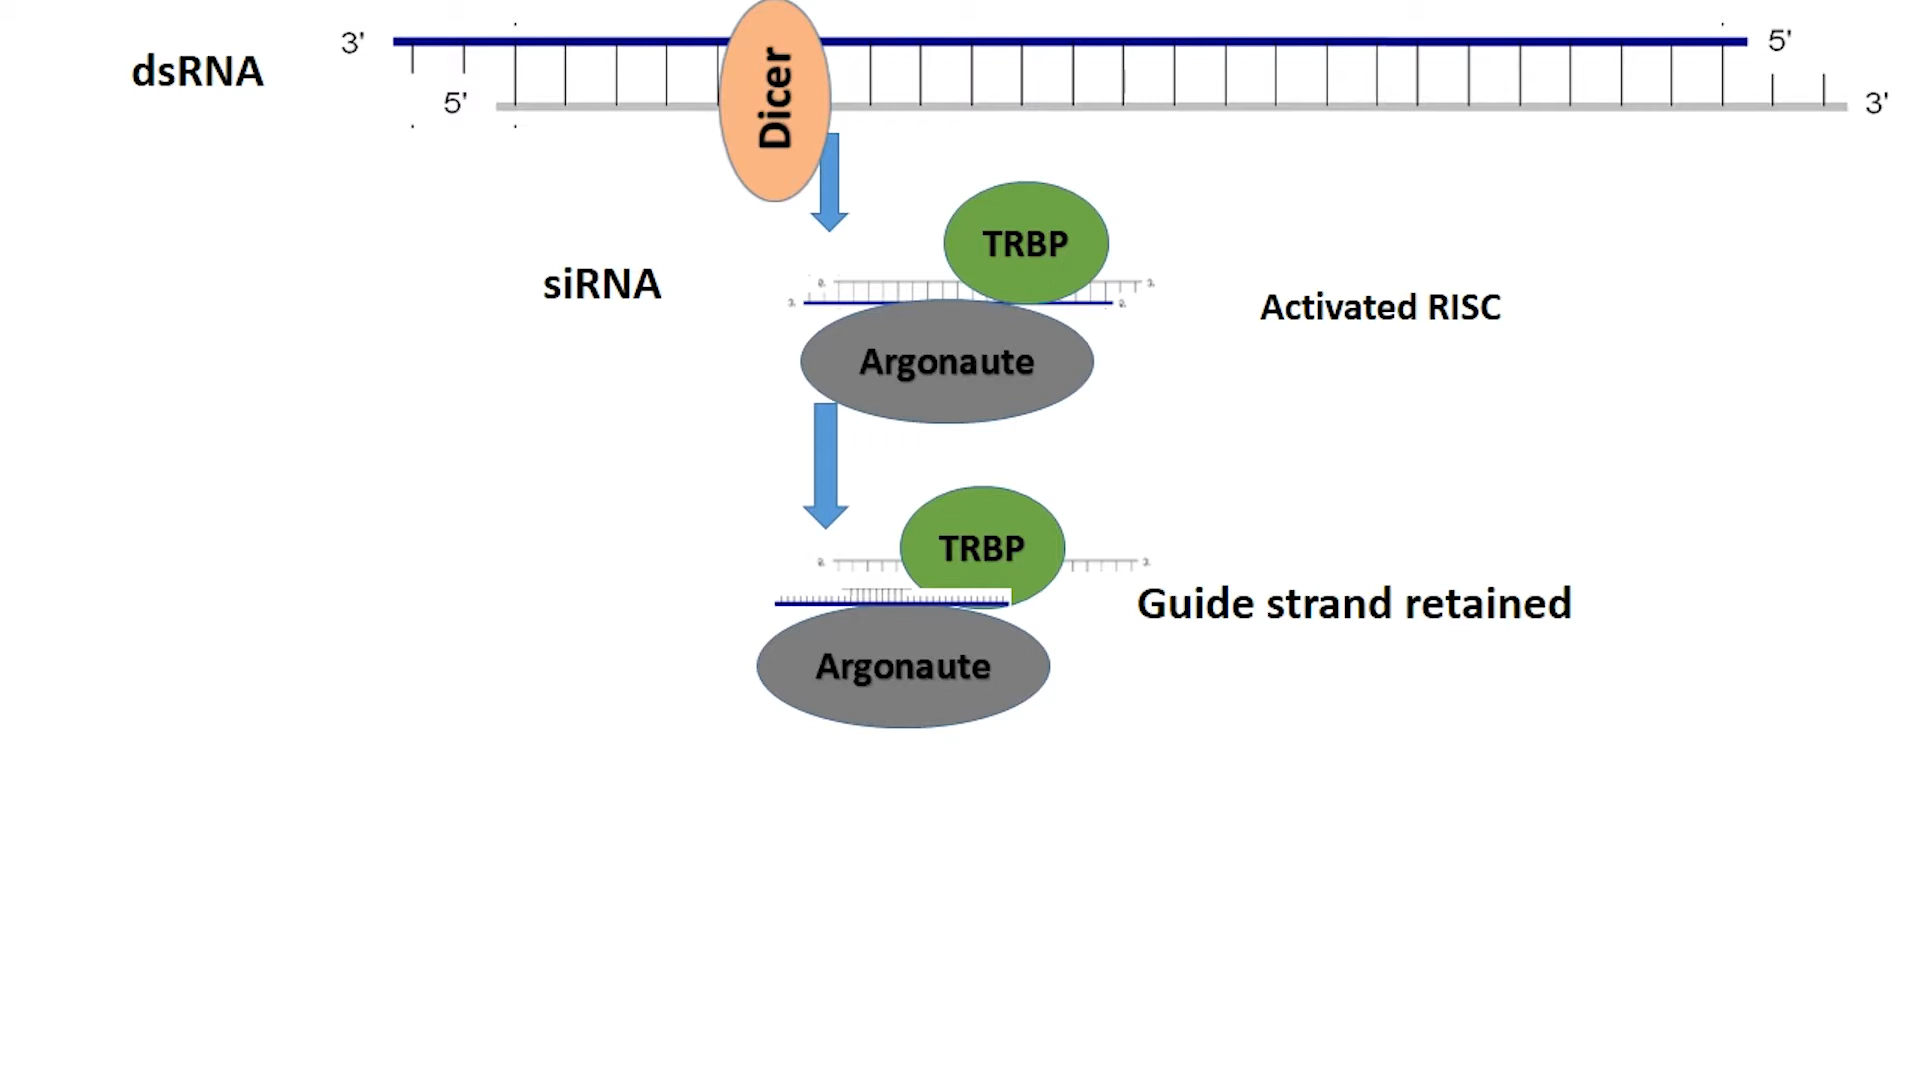 3'
5'
dsRNA
5'
3'
Dicer
TRBP
siRNA
Activated RISC
Argonaute
TRBP
Guide strand retained
Argonaute